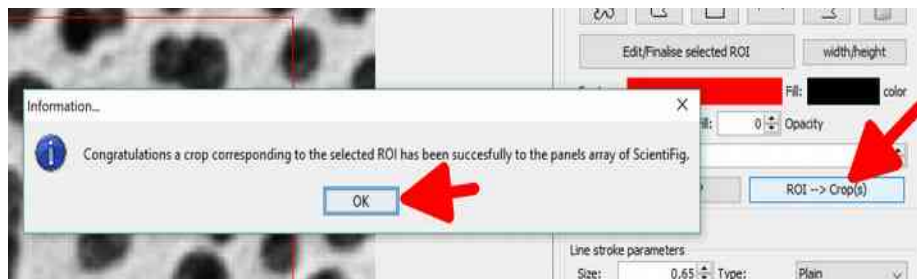 Edit/Finalise selected ROI
width/height
Information...
Fill:
color
fill:
0
Opacity
Congratulations a crop corresponding to the selected ROI has been succesfully to the panels array of ScientiFig.
OK
ROI --> Crop(s)
Line stroke parameters
Size:
0.65
Type:
Plain